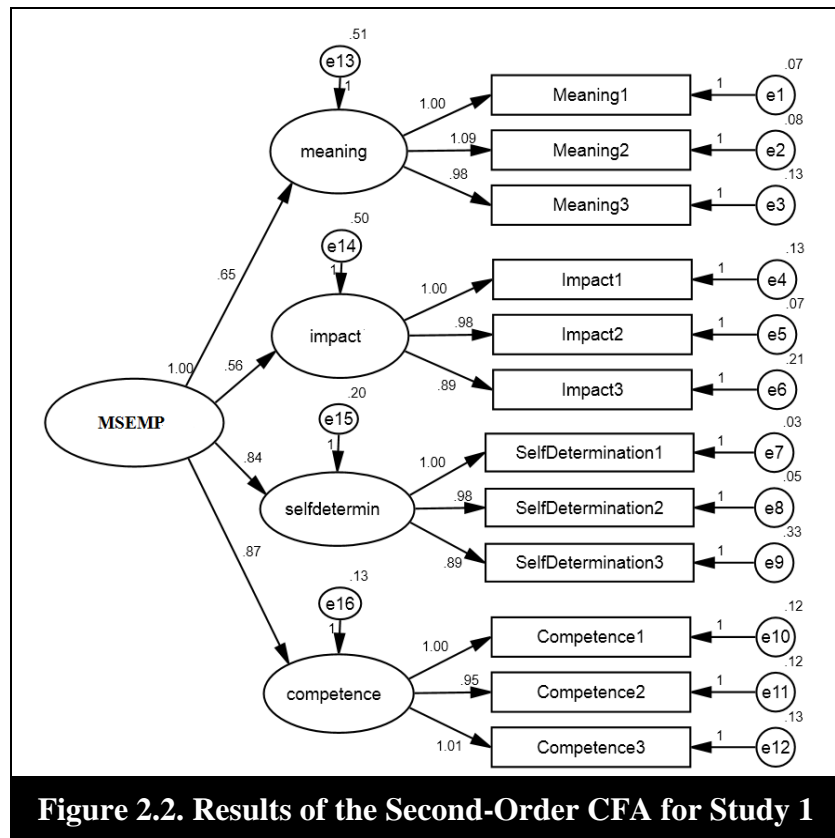 .51
e13
1
meaning
1.00
Meaning1
1
e1
.07
1.09
Meaning2
1
e2
.08
.98
Meaning3
1
e3
.13
.65
.50
e14
1
impact
1.00
Impact1
1
e4
.13
.98
Impact2
1
e5
.07
.89
Impact3
1
e6
.21
1.00
.56
MSEMP
.20
e15
1
selfdetermin
1.00
SelfDetermination1
1
e7
.03
.98
SelfDetermination2
1
e8
.05
.89
SelfDetermination3
1
e9
.33
.84
.87
.13
e16
1
competence
1.00
Competence1
1
e10
.12
.95
Competence2
1
e11
.12
1.01
Competence3
1
e12
.13
Figure 2.2. Results of the Second-Order CFA for Study 1